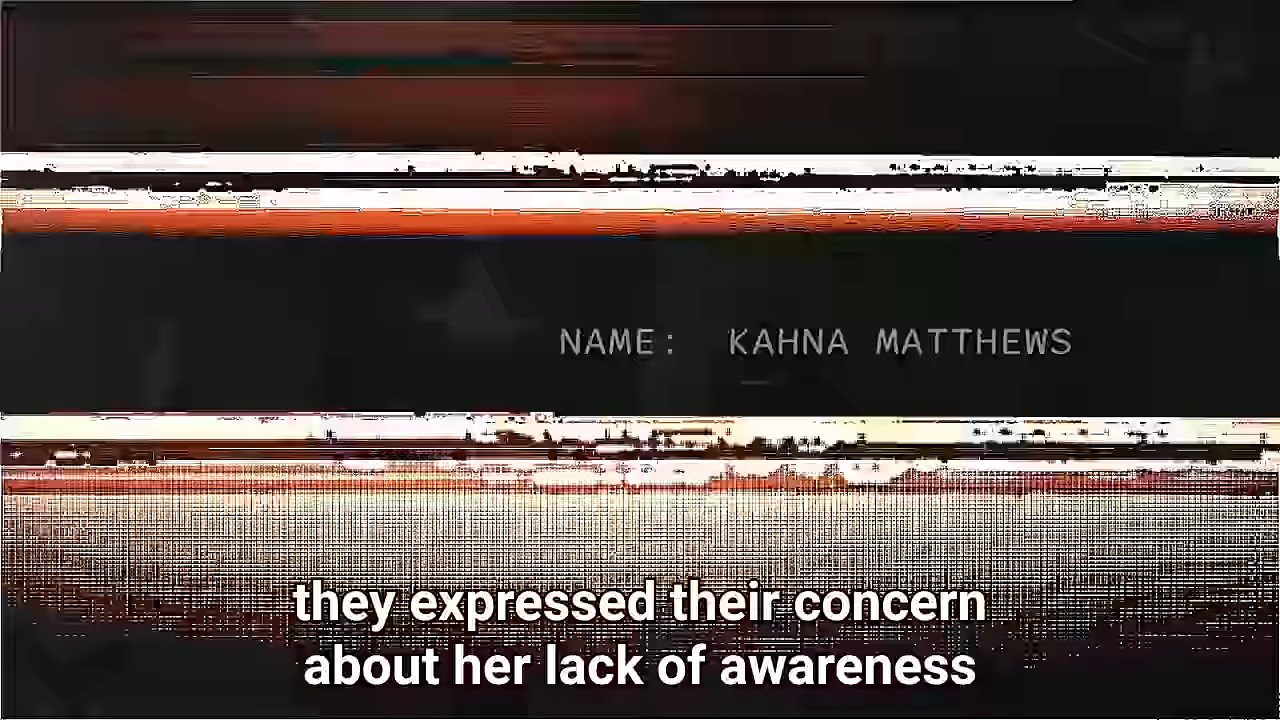 NAME: KAHNA MATTHEWS
they expressed their concern
about her lack of awareness